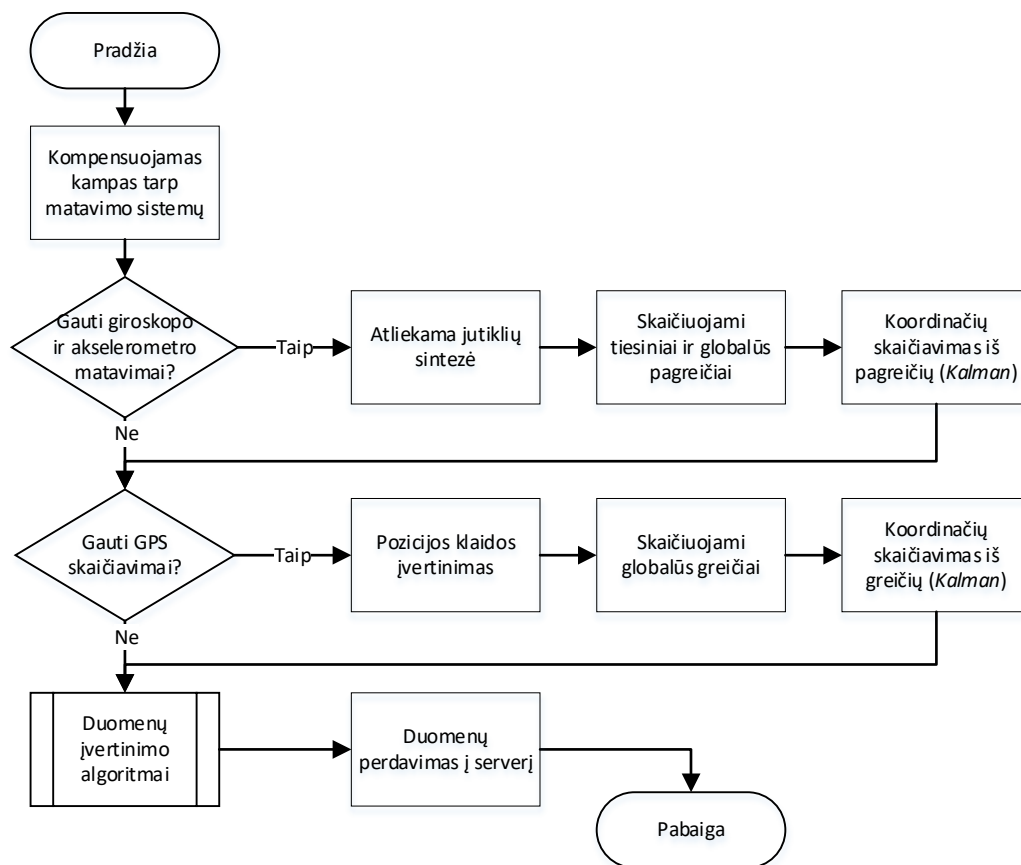 Pradžia
Kompensuojamas
kampas tarp
matavimo sistemų
Gauti giroskopo
ir akselerometro
matavimai?
Taip
Atliekama jutiklių
sintezė
Skaičiuojami
tiesiniai ir globalūs
pagreičiai
Koordinačių
skaičiavimas iš
pagreičių (Kalman)
Ne
Gauti GPS
skaičiavimai?
Taip
Pozicijos klaidos
įvertinimas
Skaičiuojami
globalūs greičiai
Koordinačių
skaičiavimas iš
greičių (Kalman)
Ne
Duomenų
įvertinimo
algoritmai
Duomenų
perdavimas į serverį
Pabaiga